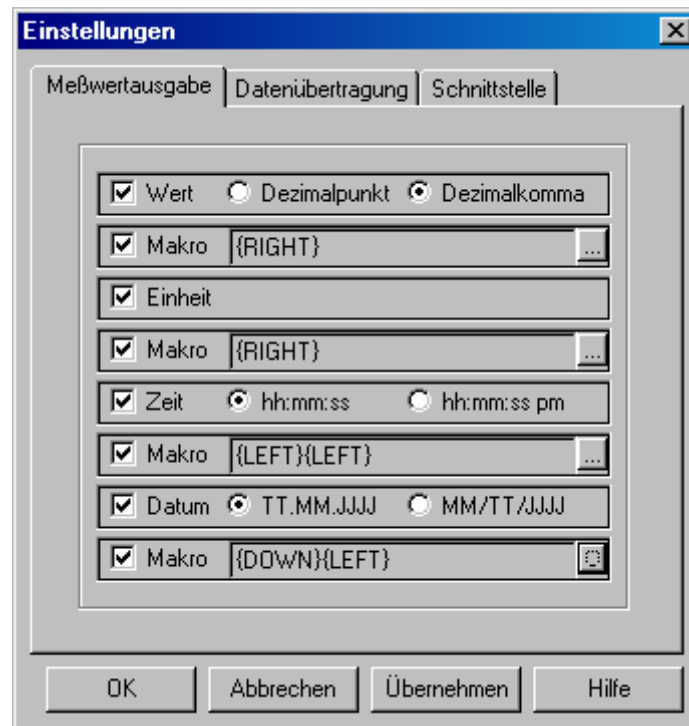 Einstellungen
Meßwertausgabe Datenübertragung Schnittstelle
Wert Dezimalpunkt Dezimalkomma
Makro {RIGHT} ...
Einheit
Makro {RIGHT} ...
Zeit hh:mm:ss hh:mm:ss pm
Makro {LEFT}{LEFT} ...
Datum TT.MM.JJJJ MM/TT/JJJJ
Makro {DOWN}{LEFT}
OK Abbrechen Übernehmen Hilfe